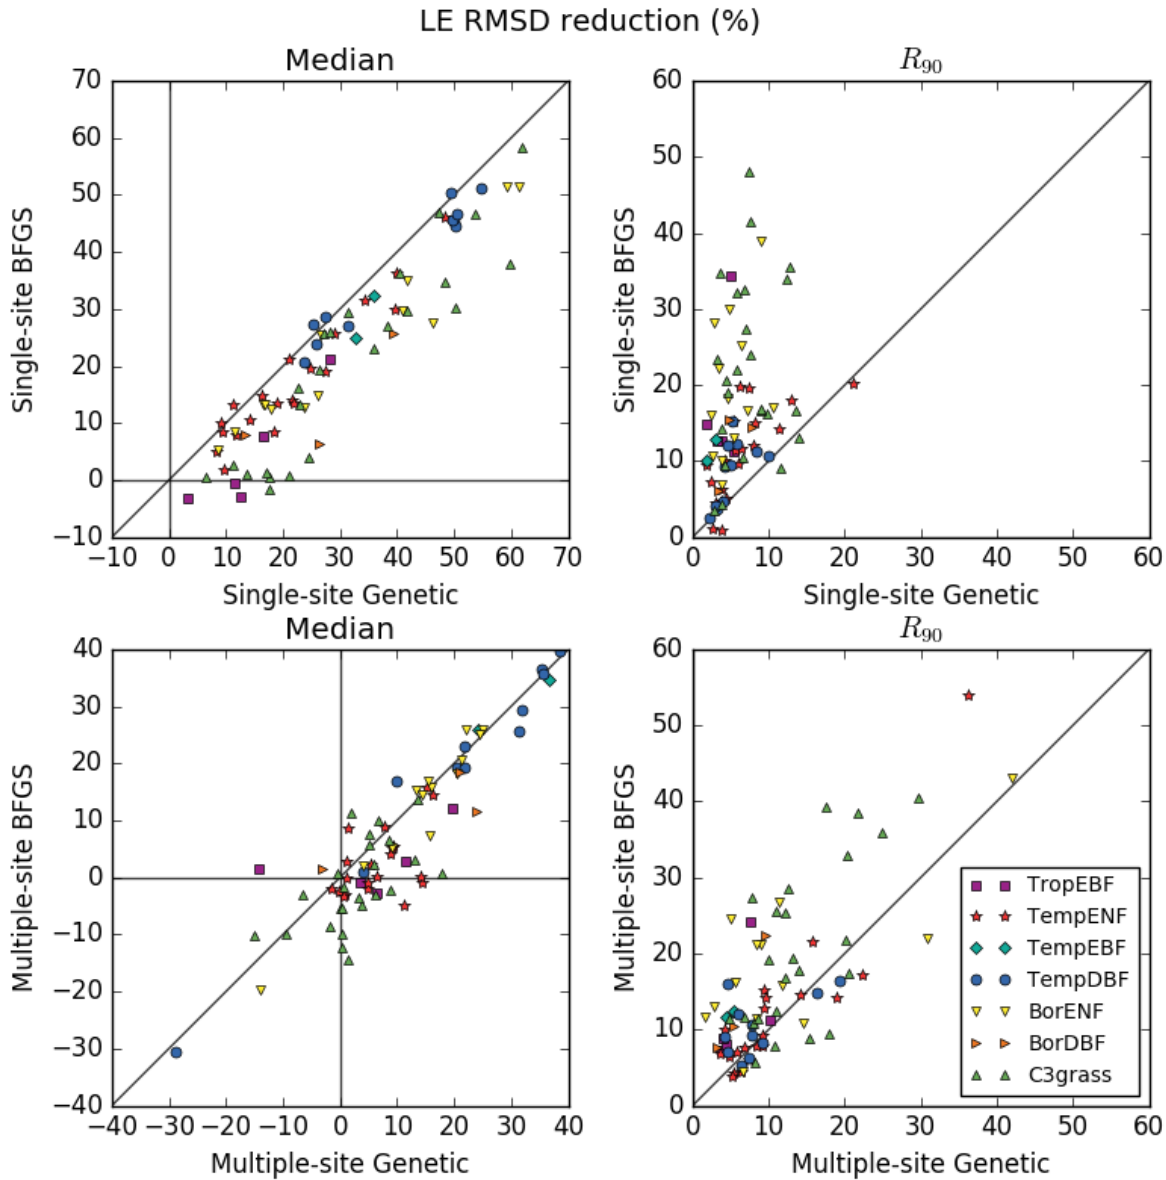 LE RMSD reduction (%)
Median
70
60
50
40
30
20
10
0
−10
−10 0 10 20 30 40 50 60 70
Single-site BFGS
Single-site Genetic
R90
60
50
40
30
20
10
0
0 10 20 30 40 50 60
Single-site BFGS
Single-site Genetic
Median
40
30
20
10
0
−10
−20
−30
−40
−40 −30 −20 −10 0 10 20 30 40
Multiple-site BFGS
Multiple-site Genetic
R90
60
50
40
30
20
10
0
0 10 20 30 40 50 60
Multiple-site BFGS
Multiple-site Genetic
TropEBF
TempENF
TempEBF
TempDBF
BorENF
BorDBF
C3grass